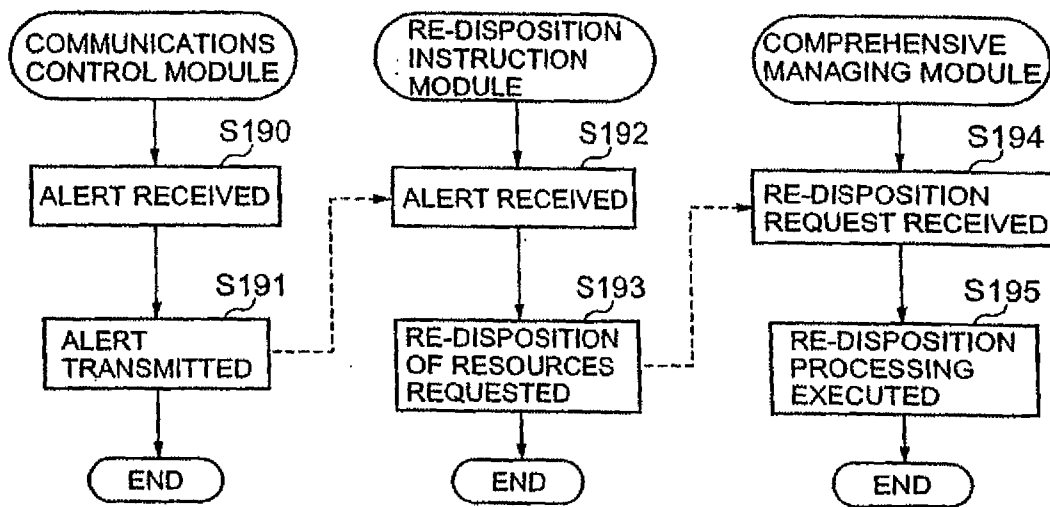 COMMUNICATIONS
CONTROL MODULE
S190
ALERT RECEIVED
S191
ALERT
TRANSMITTED
END
RE-DISPOSITION
INSTRUCTION
MODULE
S192
ALERT RECEIVED
S193
RE-DISPOSITION
OF RESOURCES
REQUESTED
END
COMPREHENSIVE
MANAGING MODULE
S194
RE-DISPOSITION
REQUEST RECEIVED
S195
RE-DISPOSITION
PROCESSING
EXECUTED
END